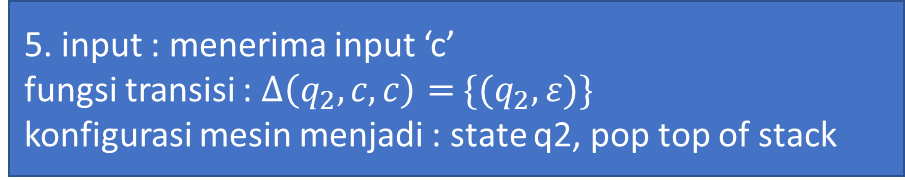 5. input : menerima input ‘c’
fungsi transisi : Δ(q₂, c, c) = {(q₂, ε)}
konfigurasi mesin menjadi : state q2, pop top of stack